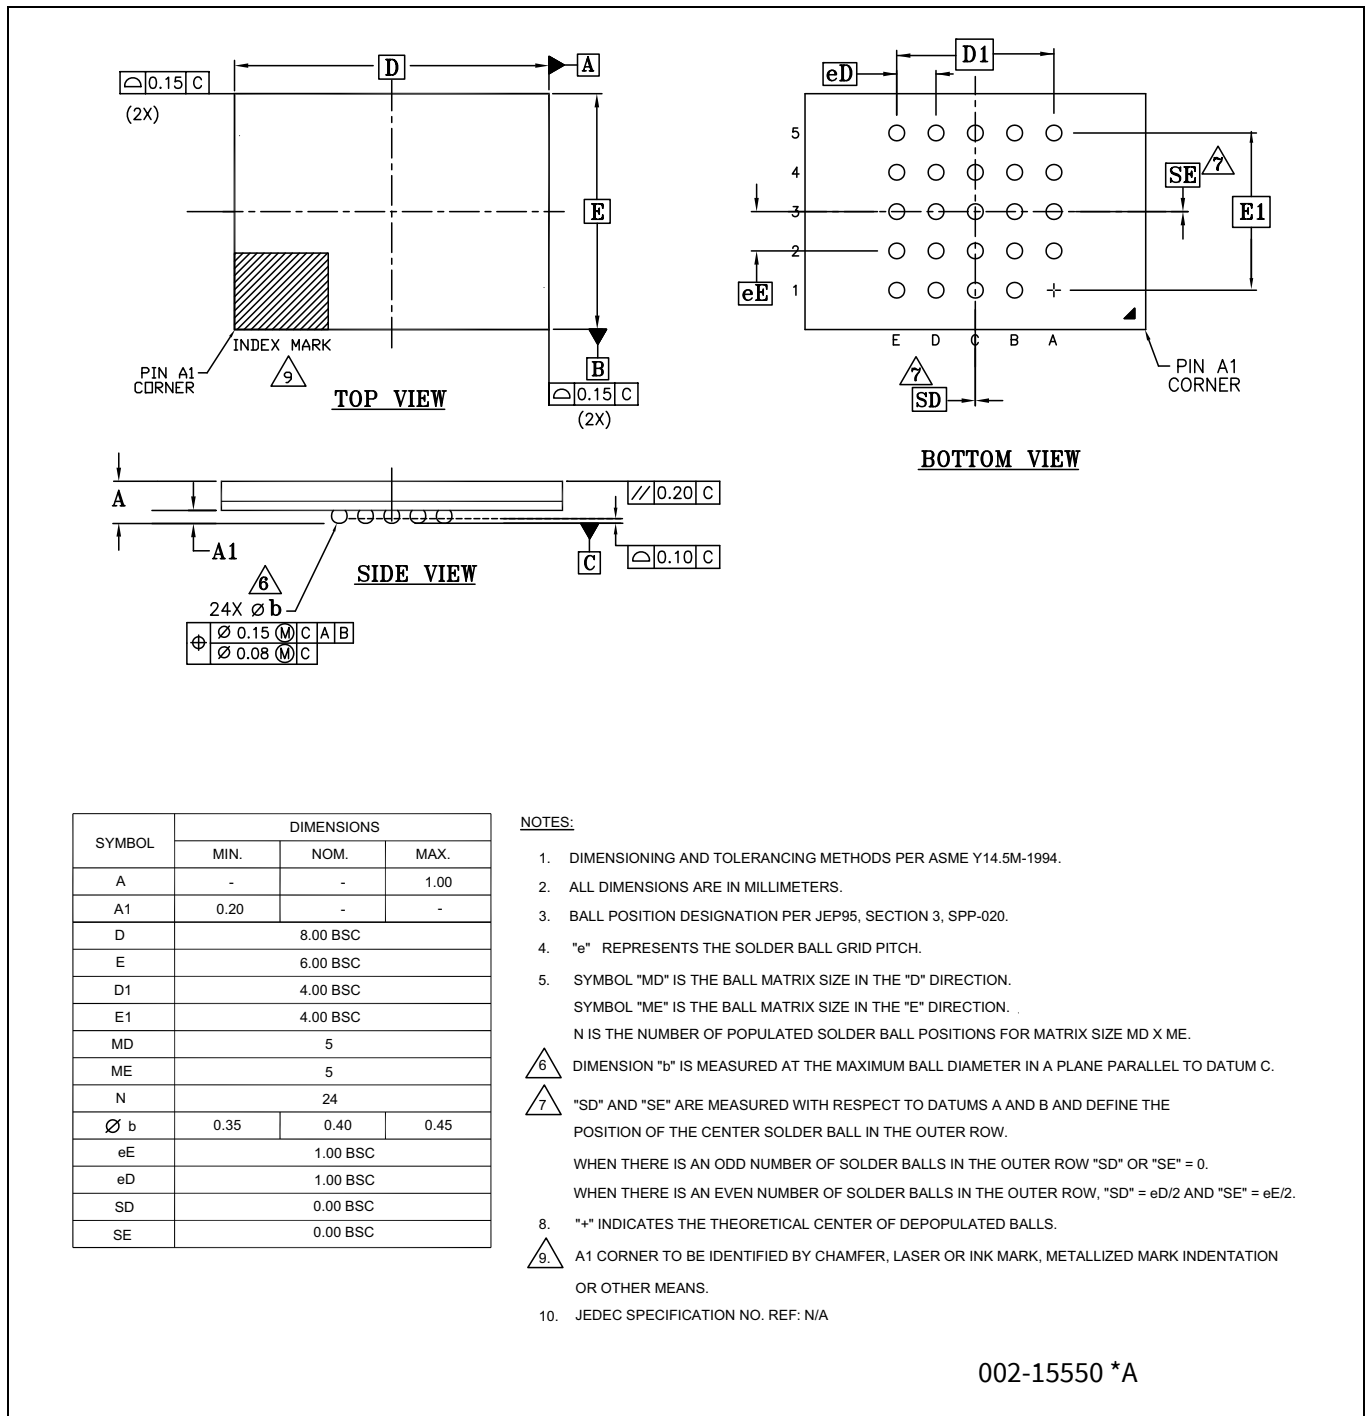 D
A
⌓ 0.15 C
(2X)
E
INDEX MARK
9
PIN A1
CORNER
TOP VIEW
B
⌓ 0.15 C
(2X)
D1
eD
5
4
3
2
1
SE
7
E1
eE
E D C B A
7
SD
PIN A1
CORNER
BOTTOM VIEW
A
A1
// 0.20 C
⌓ 0.10 C
C
SIDE VIEW
6
24X Ø b
⌖ Ø 0.15 Ⓜ C A B
Ø 0.08 Ⓜ C
SYMBOL DIMENSIONS
MIN. NOM. MAX.
A - - 1.00
A1 0.20 - -
D 8.00 BSC
E 6.00 BSC
D1 4.00 BSC
E1 4.00 BSC
MD 5
ME 5
N 24
Ø b 0.35 0.40 0.45
eE 1.00 BSC
eD 1.00 BSC
SD 0.00 BSC
SE 0.00 BSC
NOTES:
1. DIMENSIONING AND TOLERANCING METHODS PER ASME Y14.5M-1994.
2. ALL DIMENSIONS ARE IN MILLIMETERS.
3. BALL POSITION DESIGNATION PER JEP95, SECTION 3, SPP-020.
4. "e" REPRESENTS THE SOLDER BALL GRID PITCH.
5. SYMBOL "MD" IS THE BALL MATRIX SIZE IN THE "D" DIRECTION.
SYMBOL "ME" IS THE BALL MATRIX SIZE IN THE "E" DIRECTION.
N IS THE NUMBER OF POPULATED SOLDER BALL POSITIONS FOR MATRIX SIZE MD X ME.
6 DIMENSION "b" IS MEASURED AT THE MAXIMUM BALL DIAMETER IN A PLANE PARALLEL TO DATUM C.
7 "SD" AND "SE" ARE MEASURED WITH RESPECT TO DATUMS A AND B AND DEFINE THE
POSITION OF THE CENTER SOLDER BALL IN THE OUTER ROW.
WHEN THERE IS AN ODD NUMBER OF SOLDER BALLS IN THE OUTER ROW "SD" OR "SE" = 0.
WHEN THERE IS AN EVEN NUMBER OF SOLDER BALLS IN THE OUTER ROW, "SD" = eD/2 AND "SE" = eE/2.
8. "+" INDICATES THE THEORETICAL CENTER OF DEPOPULATED BALLS.
9. A1 CORNER TO BE IDENTIFIED BY CHAMFER, LASER OR INK MARK, METALLIZED MARK INDENTATION
OR OTHER MEANS.
10. JEDEC SPECIFICATION NO. REF: N/A
002-15550 *A